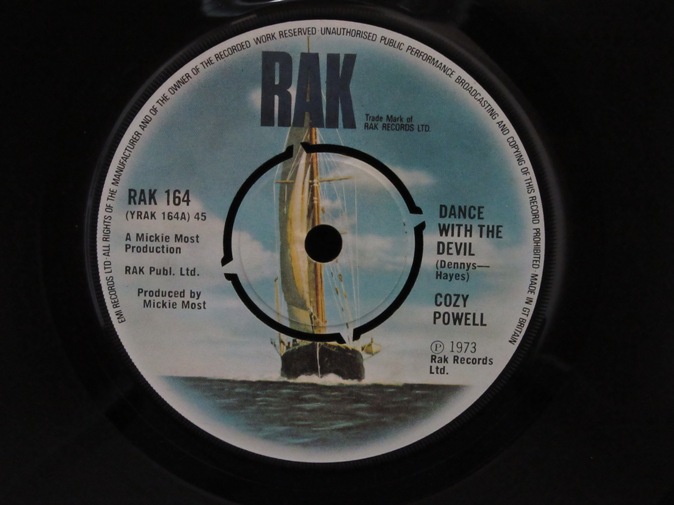 EMI RECORDS LTD·ALL RIGHTS OF THE MANUFACTURER AND OF THE OWNER OF THE RECORDED WORK RESERVED UNAUTHORISED PUBLIC PERFORMANCE BROADCASTING AND COPYING OF THIS RECORD PROHIBITED MADE IN GT BRITAIN
RAK
Trade Mark of
RAK RECORDS LTD.
RAK 164
(YRAK 164A) 45
A Mickie Most
Production
RAK Publ. Ltd.
Produced by
Mickie Most
DANCE
WITH THE
DEVIL
(Dennys—
Hayes)
COZY
POWELL
Ⓟ 1973
Rak Records
Ltd.